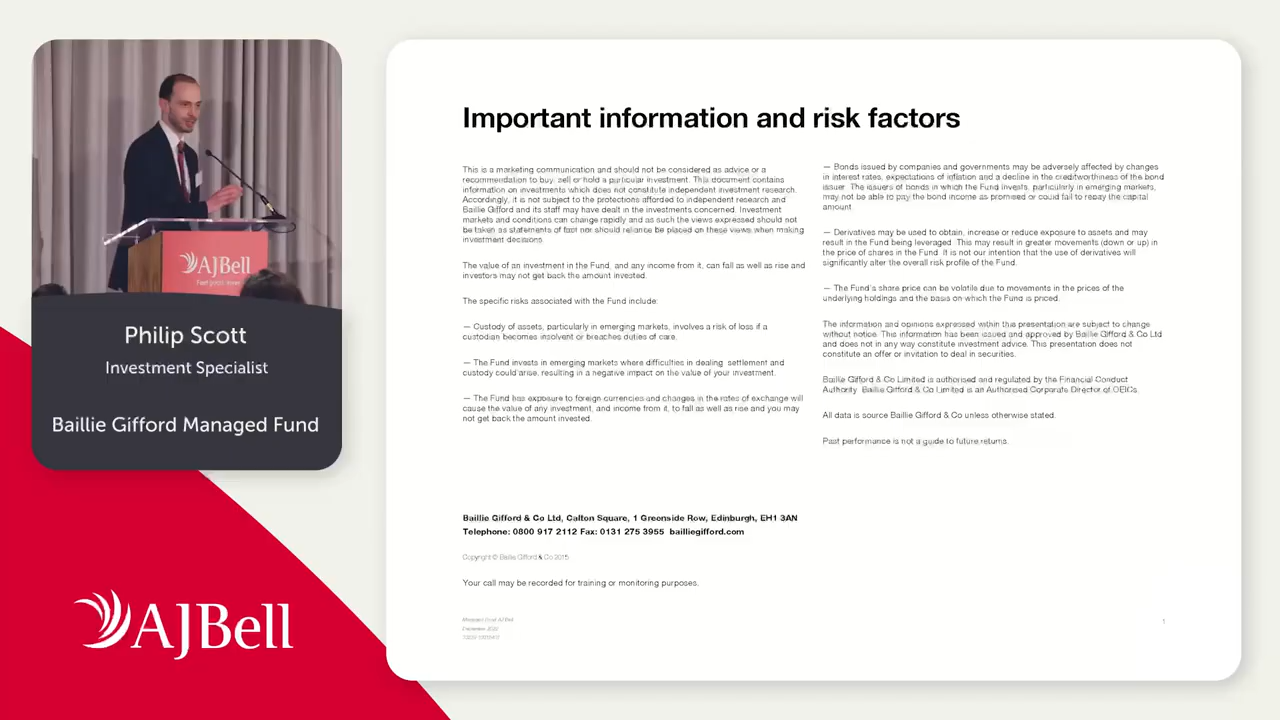 AJBell
Philip Scott
Investment Specialist
Baillie Gifford Managed Fund
AJBell
Important information and risk factors
This is a marketing communication and should not be considered as advice or a
recommendation to buy, sell or hold a particular investment. This document contains
information on investments which does not constitute independent investment research.
Accordingly, it is not subject to the protections afforded to independent research and
Baillie Gifford and its staff may have dealt in the investments concerned. Investment
markets and conditions can change rapidly and as such the views expressed should not
be taken as statements of fact nor should reliance be placed on these views when making
investment decisions.
The value of an investment in the Fund, and any income from it, can fall as well as rise and
investors may not get back the amount invested.
The specific risks associated with the Fund include:
— Custody of assets, particularly in emerging markets, involves a risk of loss if a
custodian becomes insolvent or breaches duties of care.
— The Fund invests in emerging markets where difficulties in dealing, settlement and
custody could arise, resulting in a negative impact on the value of your investment.
— The Fund has exposure to foreign currencies and changes in the rates of exchange will
cause the value of any investment, and income from it, to fall as well as rise and you may
not get back the amount invested.
— Bonds issued by companies and governments may be adversely affected by changes
in interest rates, expectations of inflation and a decline in the creditworthiness of the bond
issuer. The issuers of bonds in which the Fund invests, particularly in emerging markets,
may not be able to pay the bond income as promised or could fail to repay the capital
amount.
— Derivatives may be used to obtain, increase or reduce exposure to assets and may
result in the Fund being leveraged. This may result in greater movements (down or up) in
the price of shares in the Fund. It is not our intention that the use of derivatives will
significantly alter the overall risk profile of the Fund.
— The Fund's share price can be volatile due to movements in the prices of the
underlying holdings and the basis on which the Fund is priced.
The information and opinions expressed within this presentation are subject to change
without notice. This information has been issued and approved by Baillie Gifford & Co Ltd
and does not in any way constitute investment advice. This presentation does not
constitute an offer or invitation to deal in securities.
Baillie Gifford & Co Limited is authorised and regulated by the Financial Conduct
Authority. Baillie Gifford & Co Limited is an Authorised Corporate Director of OEICs.
All data is source Baillie Gifford & Co unless otherwise stated.
Past performance is not a guide to future returns.
Baillie Gifford & Co Ltd, Calton Square, 1 Greenside Row, Edinburgh, EH1 3AN
Telephone: 0800 917 2112 Fax: 0131 275 3955 bailliegifford.com
Copyright © Baillie Gifford & Co 2015
Your call may be recorded for training or monitoring purposes.
1